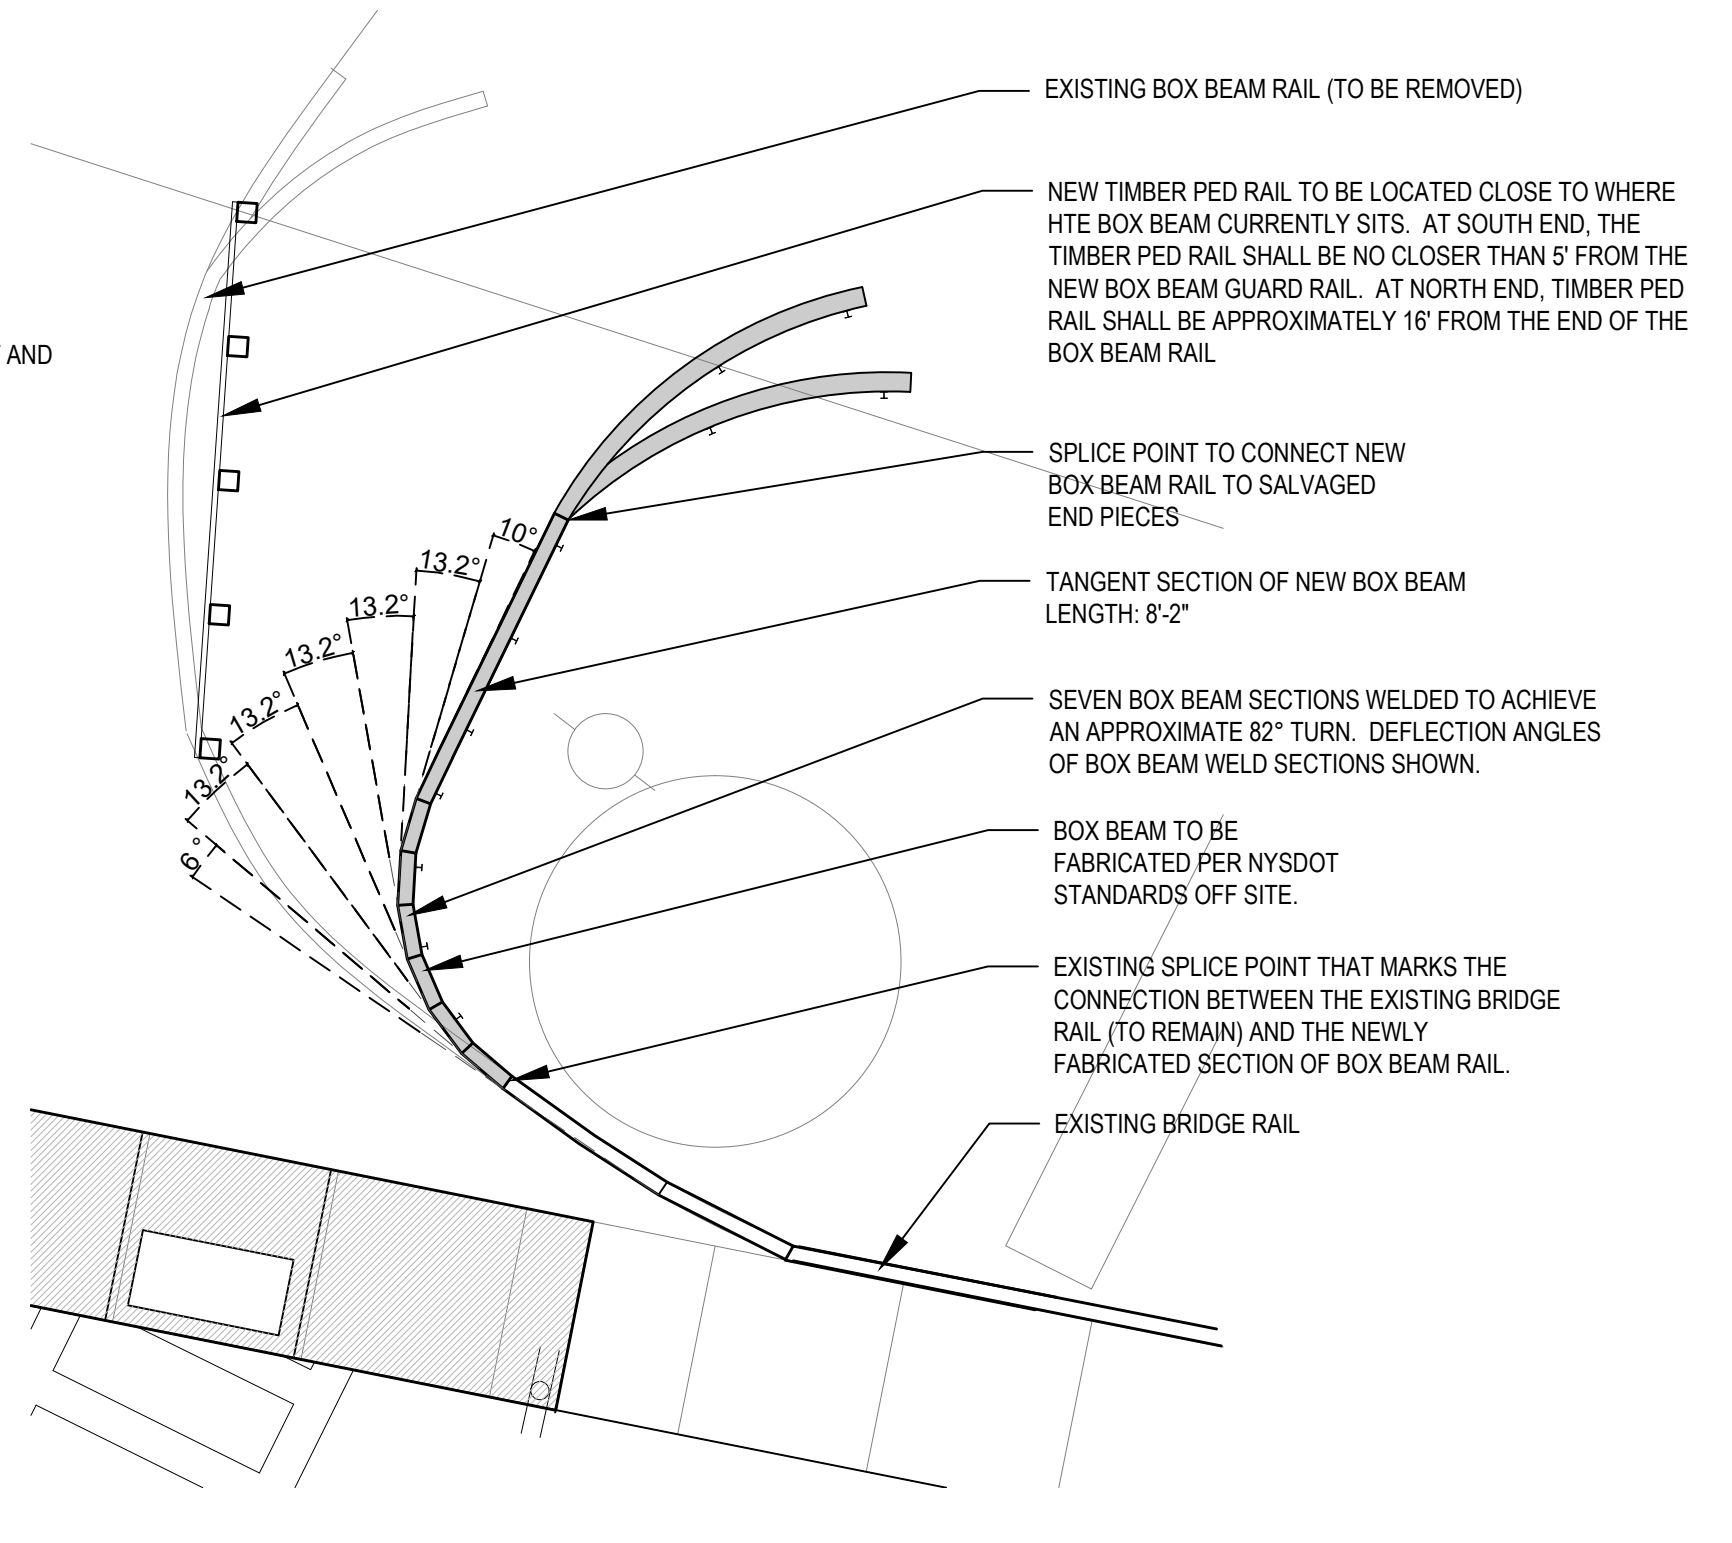 EXISTING BOX BEAM RAIL (TO BE REMOVED)
NEW TIMBER PED RAIL TO BE LOCATED CLOSE TO WHERE
HTE BOX BEAM CURRENTLY SITS.  AT SOUTH END, THE
TIMBER PED RAIL SHALL BE NO CLOSER THAN 5' FROM THE
NEW BOX BEAM GUARD RAIL.  AT NORTH END, TIMBER PED
RAIL SHALL BE APPROXIMATELY 16' FROM THE END OF THE
BOX BEAM RAIL
AND
SPLICE POINT TO CONNECT NEW
BOX BEAM RAIL TO SALVAGED
END PIECES
10°
13.2°
13.2°
13.2°
13.2°
13.2°
6°
TANGENT SECTION OF NEW BOX BEAM
LENGTH: 8'-2"
SEVEN BOX BEAM SECTIONS WELDED TO ACHIEVE
AN APPROXIMATE 82° TURN.  DEFLECTION ANGLES
OF BOX BEAM WELD SECTIONS SHOWN.
BOX BEAM TO BE
FABRICATED PER NYSDOT
STANDARDS OFF SITE.
EXISTING SPLICE POINT THAT MARKS THE
CONNECTION BETWEEN THE EXISTING BRIDGE
RAIL (TO REMAIN) AND THE NEWLY
FABRICATED SECTION OF BOX BEAM RAIL.
EXISTING BRIDGE RAIL